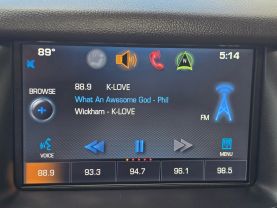 89°
5:14
88.9 K-LOVE
BROWSE
What An Awesome God - Phil
Wickham - K-LOVE
FM
VOICE
MENU
88.9 93.3 94.7 96.1 98.5